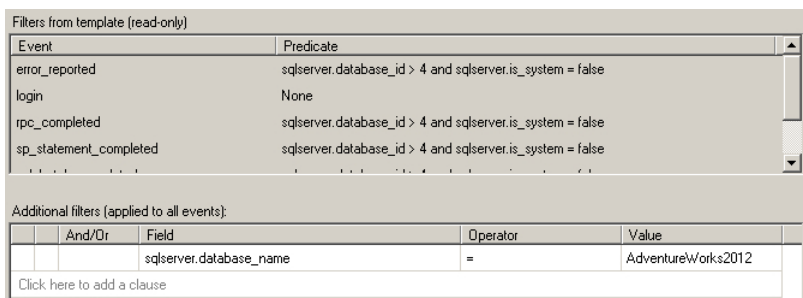 Filters from template (read-only)
Event Predicate
error_reported sqlserver.database_id > 4 and sqlserver.is_system = false
login None
rpc_completed sqlserver.database_id > 4 and sqlserver.is_system = false
sp_statement_completed sqlserver.database_id > 4 and sqlserver.is_system = false
Additional filters (applied to all events):
And/Or Field Operator Value
sqlserver.database_name = AdventureWorks2012
Click here to add a clause